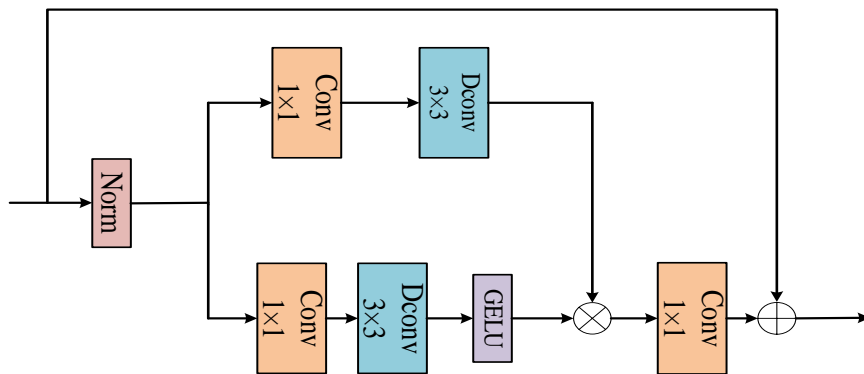 Norm
Conv
1×1
Dconv
3×3
Conv
1×1
Dconv
3×3
GELU
Conv
1×1